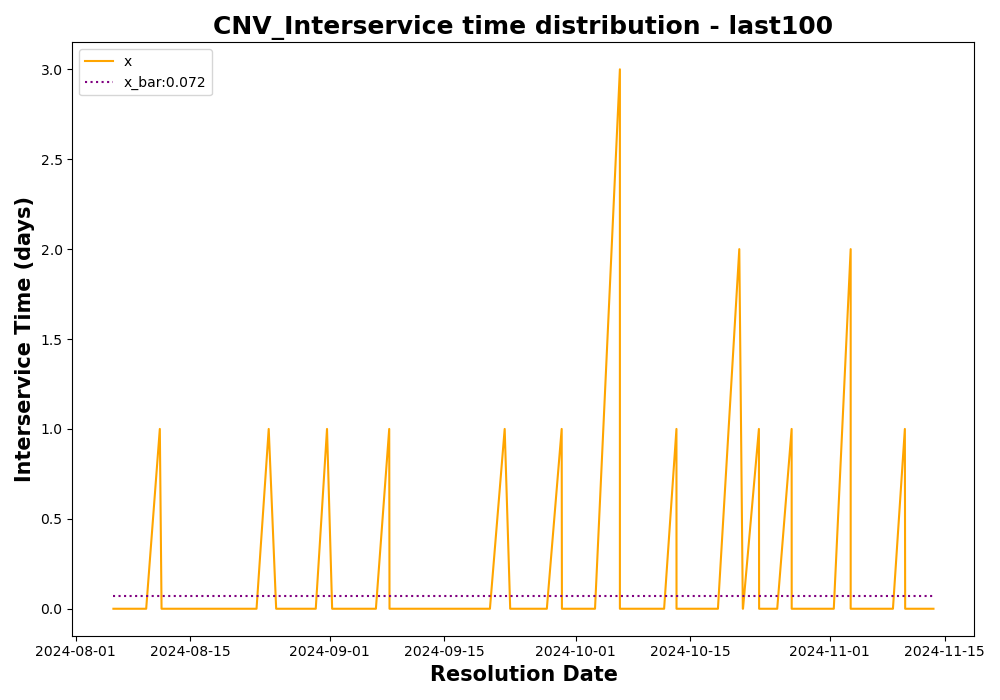 CNV_Interservice time distribution - last100
x
x_bar:0.072
Interservice Time (days)
3.0
2.5
2.0
1.5
1.0
0.5
0.0
2024-08-01 2024-08-15 2024-09-01 2024-09-15 2024-10-01 2024-10-15 2024-11-01 2024-11-15
Resolution Date